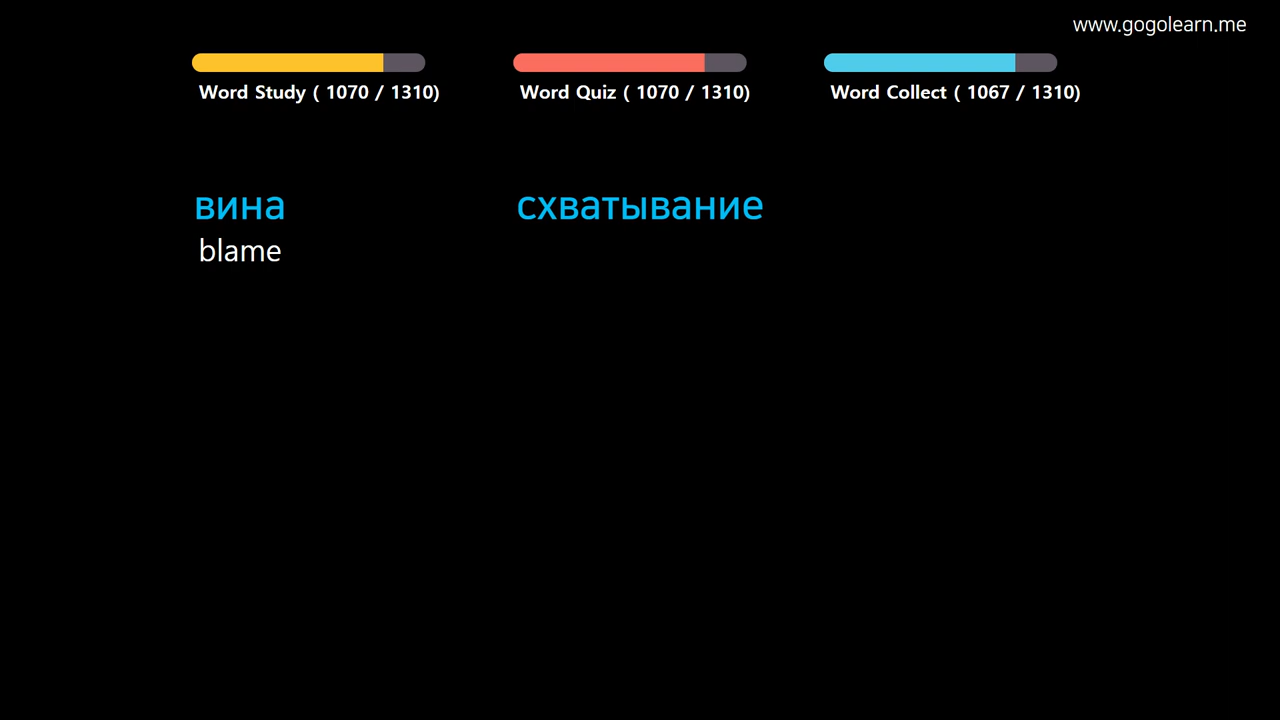 www.gogolearn.me
Word Study ( 1070 / 1310)
Word Quiz ( 1070 / 1310)
Word Collect ( 1067 / 1310)
вина
blame
схватывание